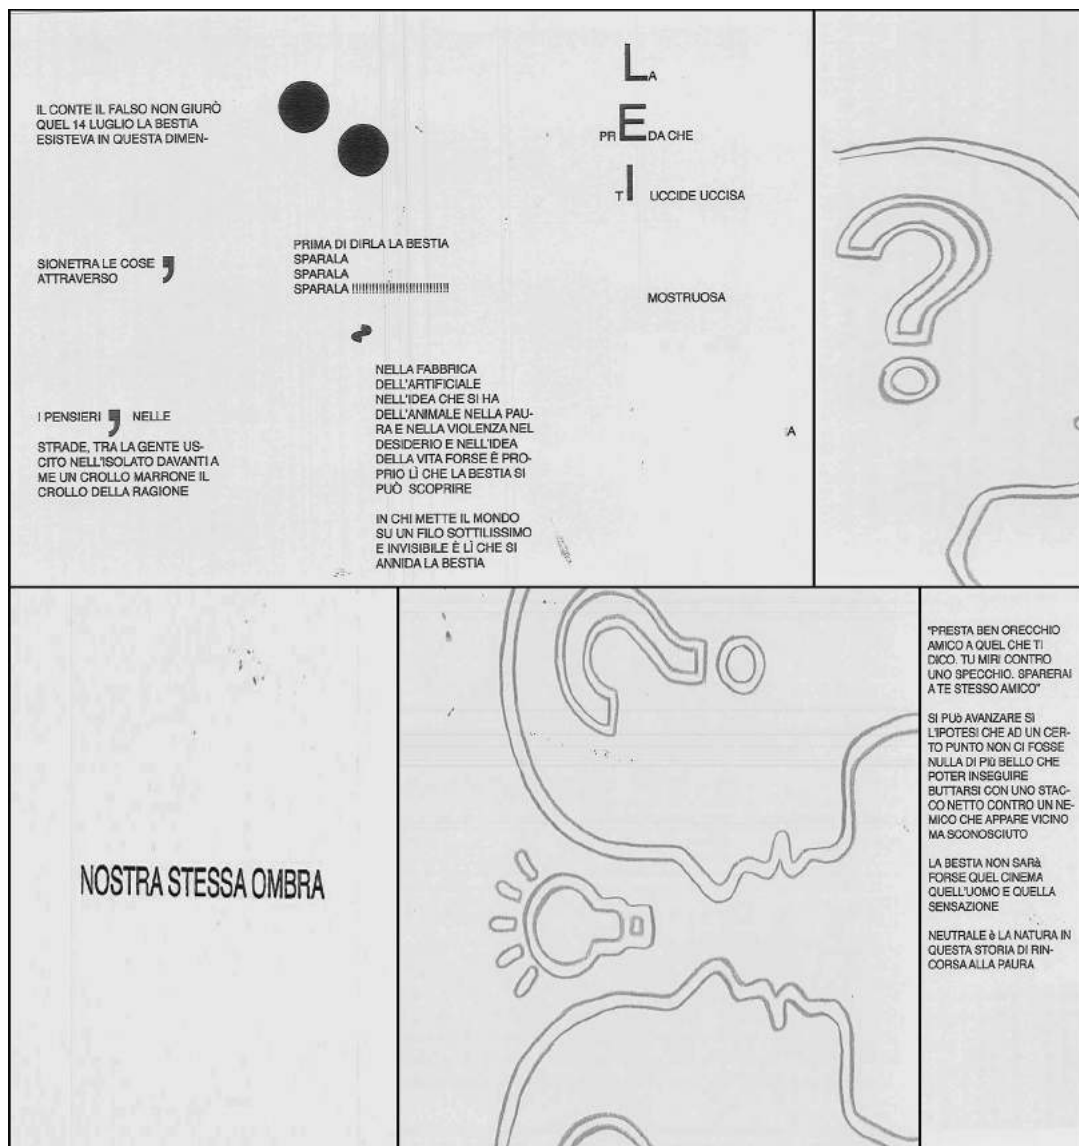 IL CONTE IL FALSO NON GIURÒ
QUEL 14 LUGLIO LA BESTIA
ESISTEVA IN QUESTA DIMEN-
SIONETRA LE COSE ,
ATTRAVERSO
I PENSIERI , NELLE
STRADE, TRA LA GENTE US-
CITO NELL'ISOLATO DAVANTI A
ME UN CROLLO MARRONE IL
CROLLO DELLA RAGIONE
PRIMA DI DIRLA LA BESTIA
SPARALA
SPARALA
SPARALA !!!!!!!!!!!!!!!!!!!!!!!!!!!!!
NELLA FABBRICA
DELL'ARTIFICIALE
NELL'IDEA CHE SI HA
DELL'ANIMALE NELLA PAU-
RA E NELLA VIOLENZA NEL
DESIDERIO E NELL'IDEA
DELLA VITA FORSE È PRO-
PRIO LÌ CHE LA BESTIA SI
PUÒ SCOPRIRE
IN CHI METTE IL MONDO
SU UN FILO SOTTILISSIMO
E INVISIBILE È LÌ CHE SI
ANNIDA LA BESTIA
LA
PREDA CHE
TI UCCIDE UCCISA
MOSTRUOSA
A
?
NOSTRA STESSA OMBRA
?
"PRESTA BEN ORECCHIO
AMICO A QUEL CHE TI
DICO. TU MIRI CONTRO
UNO SPECCHIO. SPARERAI
A TE STESSO AMICO"
SI PUò AVANZARE SI
L'IPOTESI CHE AD UN CER-
TO PUNTO NON CI FOSSE
NULLA DI PIù BELLO CHE
POTER INSEGUIRE
BUTTARSI CON UNO STAC-
CO NETTO CONTRO UN NE-
MICO CHE APPARE VICINO
MA SCONOSCIUTO
LA BESTIA NON SARà
FORSE QUEL CINEMA
QUELL'UOMO E QUELLA
SENSAZIONE
NEUTRALE è LA NATURA IN
QUESTA STORIA DI RIN-
CORSA ALLA PAURA